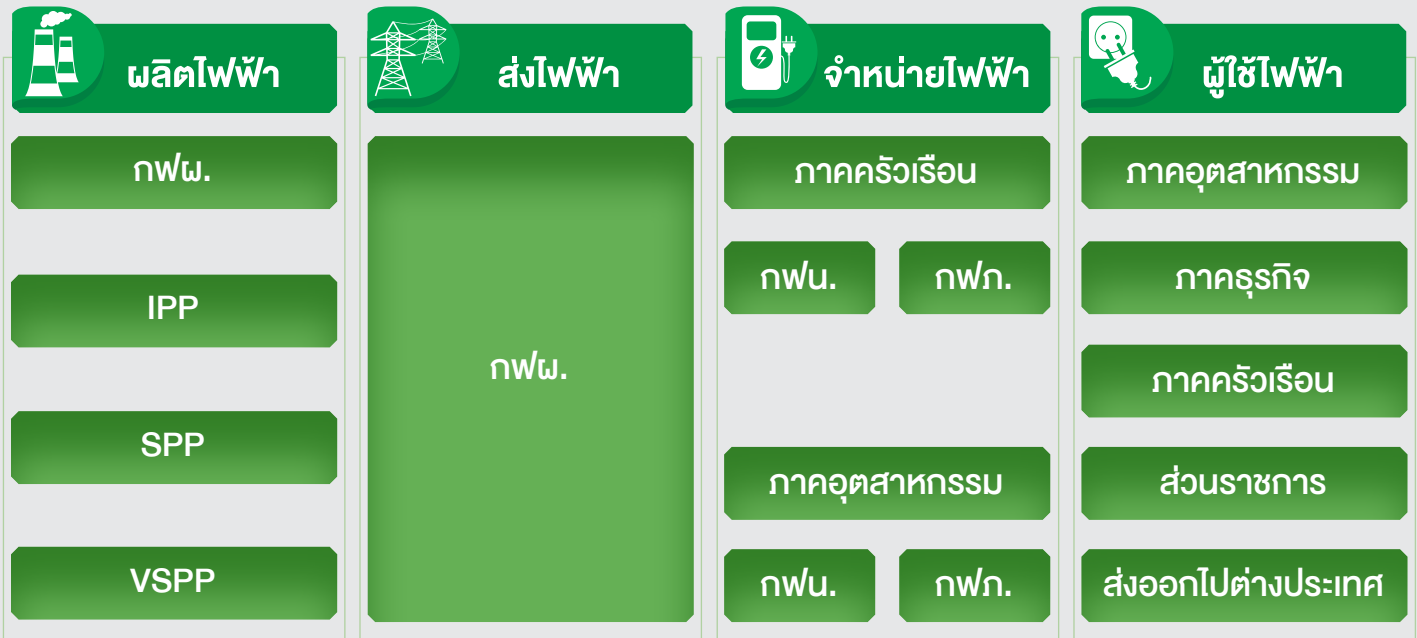 ผลิตไฟฟ้า
กฟผ.
IPP
SPP
VSPP
ส่งไฟฟ้า
กฟผ.
จำหน่ายไฟฟ้า
ภาคครัวเรือน
กฟน.
กฟภ.
ภาคอุตสาหกรรม
กฟน.
กฟภ.
ผู้ใช้ไฟฟ้า
ภาคอุตสาหกรรม
ภาคธุรกิจ
ภาคครัวเรือน
ส่วนราชการ
ส่งออกไปต่างประเทศ